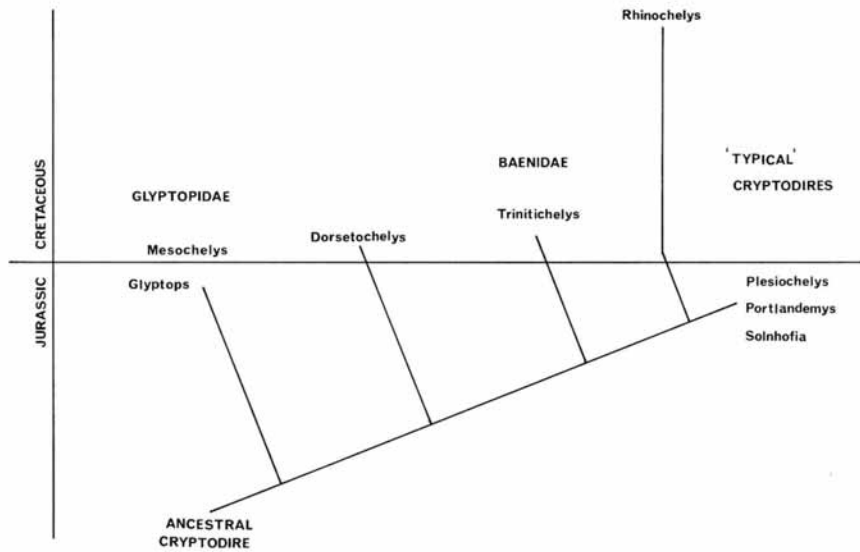 Rhinochelys
CRETACEOUS
'TYPICAL'
CRYPTODIRES
BAENIDAE
GLYPTOPIDAE
Trinitichelys
Dorsetochelys
Mesochelys
JURASSIC
Glyptops
Plesiochelys
Portlandemys
Solnhofia
ANCESTRAL
CRYPTODIRE